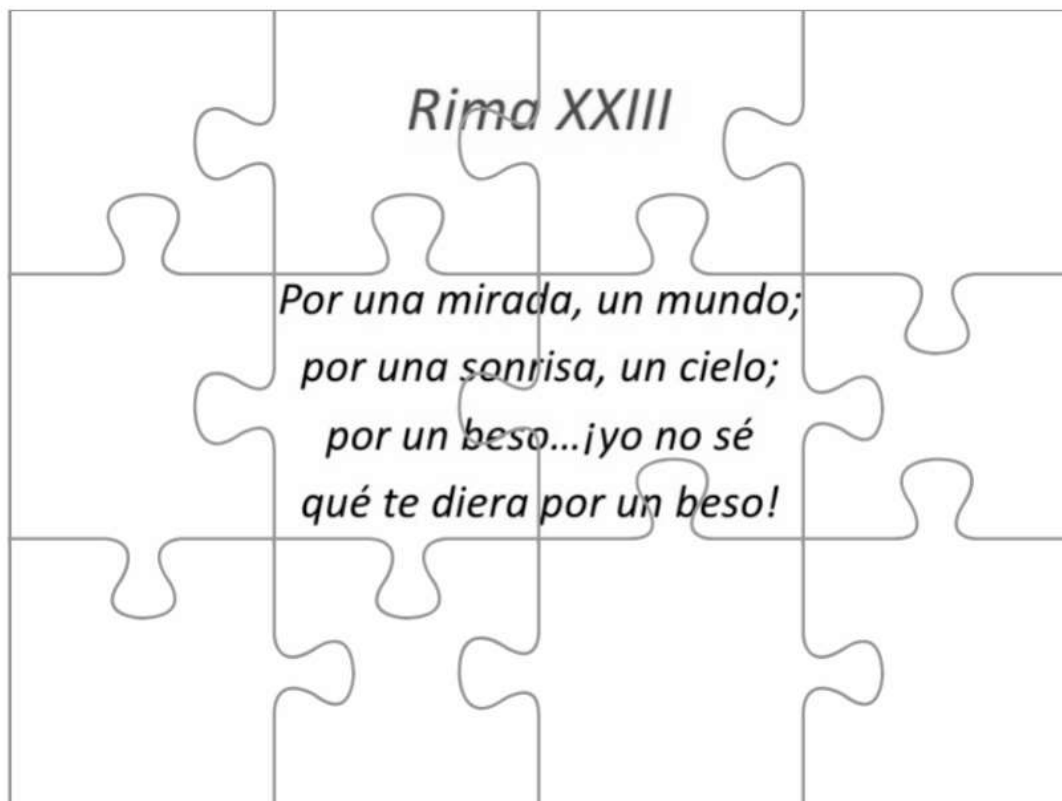 Rima XXIII
Por una mirada, un mundo;
por una sonrisa, un cielo;
por un beso...¡yo no sé
qué te diera por un beso!